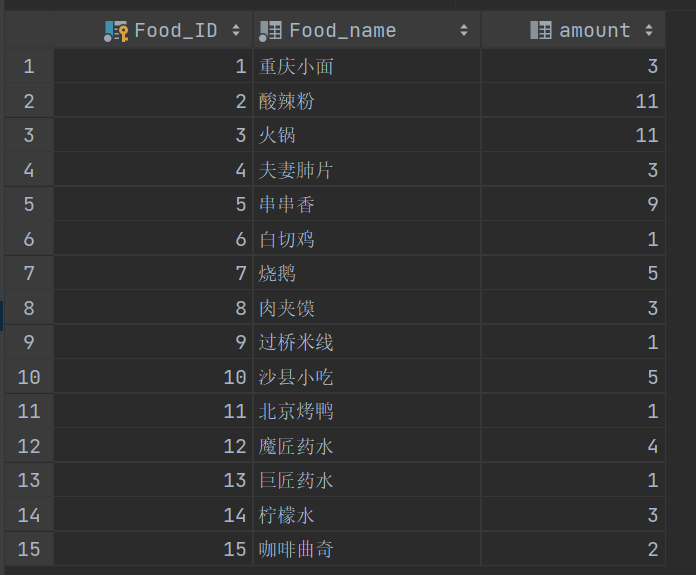 Food_ID Food_name amount
1 1 重庆小面 3
2 2 酸辣粉 11
3 3 火锅 11
4 4 夫妻肺片 3
5 5 串串香 9
6 6 白切鸡 1
7 7 烧鹅 5
8 8 肉夹馍 3
9 9 过桥米线 1
10 10 沙县小吃 5
11 11 北京烤鸭 1
12 12 魔匠药水 4
13 13 巨匠药水 1
14 14 柠檬水 3
15 15 咖啡曲奇 2